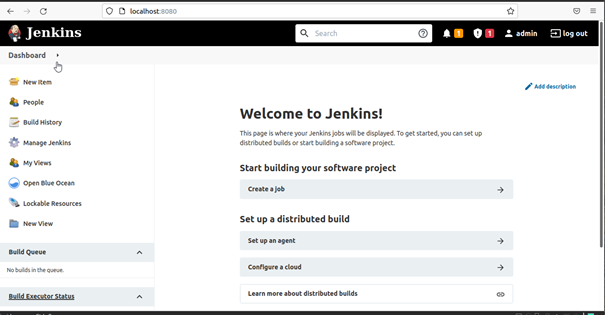 localhost:8080
Jenkins
Search
1
1
admin
log out
Dashboard
New Item
People
Build History
Manage Jenkins
My Views
Open Blue Ocean
Lockable Resources
New View
Build Queue
No builds in the queue.
Build Executor Status
Add description
Welcome to Jenkins!
This page is where your Jenkins jobs will be displayed. To get started, you can set up
distributed builds or start building a software project.
Start building your software project
Create a job
Set up a distributed build
Set up an agent
Configure a cloud
Learn more about distributed builds